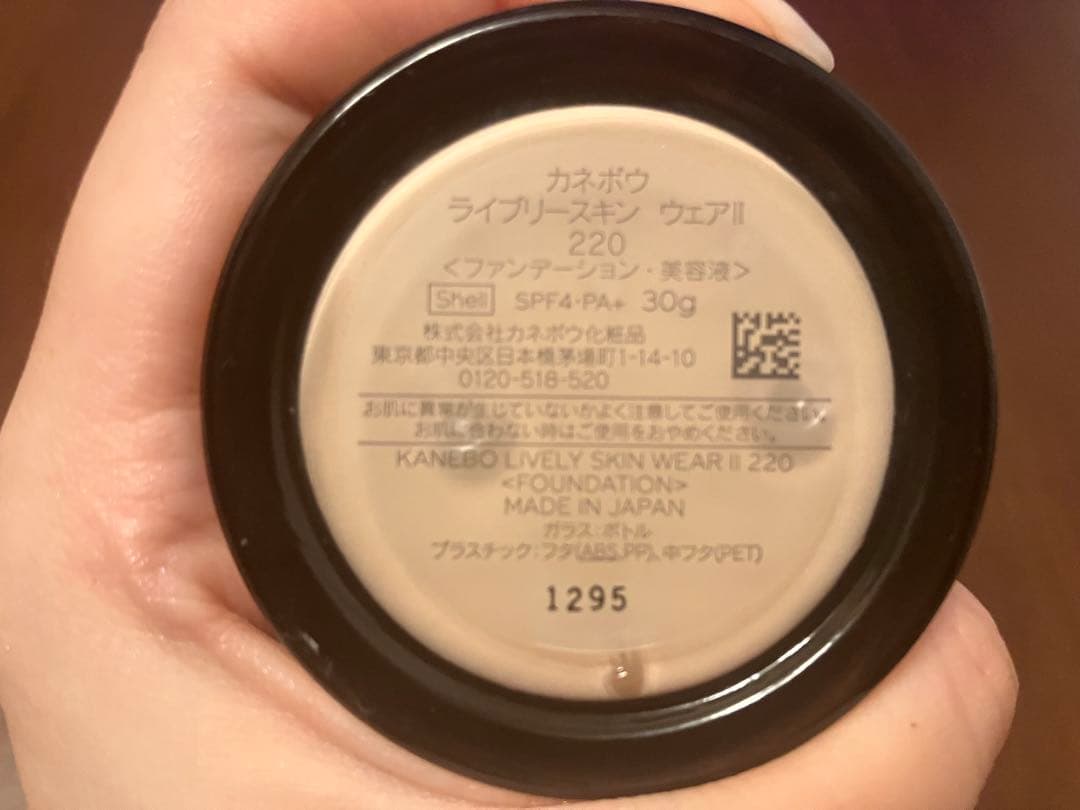 カネボウ
ライブリースキン ウェアⅡ
220
<ファンデーション・美容液>
Shell SPF4・PA+ 30g
株式会社カネボウ化粧品
東京都中央区日本橋茅場町1-14-10
0120-518-520
お肌に異常が生じていないかよく注意してご使用ください。
お肌に合わない時はご使用をおやめください。
KANEBO LIVELY SKIN WEAR Ⅱ 220
<FOUNDATION>
MADE IN JAPAN
ガラス:ボトル
プラスチック:フタ(ABS,PP)、中フタ(PET)
1295